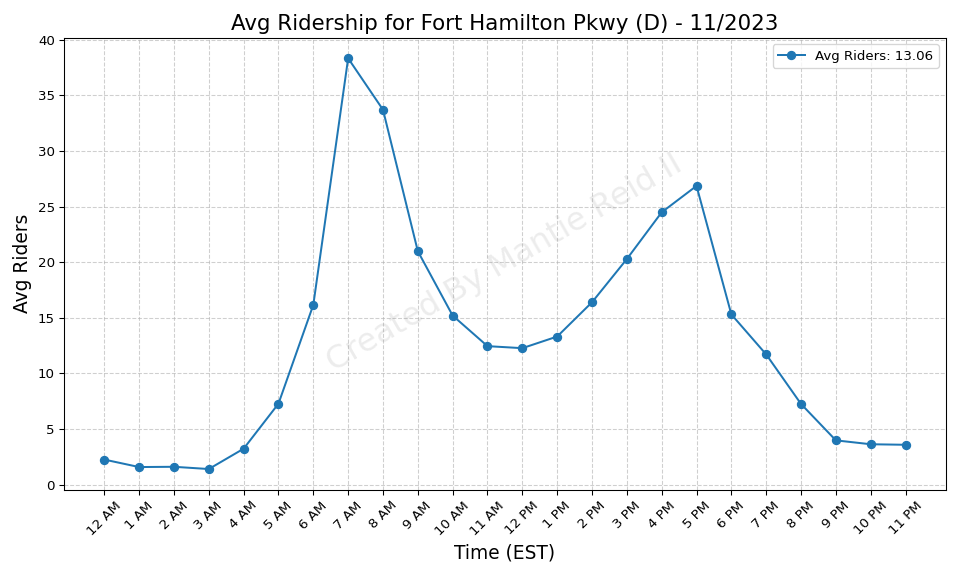 Avg Ridership for Fort Hamilton Pkwy (D) - 11/2023
Avg Riders: 13.06
40
35
30
25
20
15
10
5
0
Avg Riders
Created By Mantie Reid II
12 AM
1 AM
2 AM
3 AM
4 AM
5 AM
6 AM
7 AM
8 AM
9 AM
10 AM
11 AM
12 PM
1 PM
2 PM
3 PM
4 PM
5 PM
6 PM
7 PM
8 PM
9 PM
10 PM
11 PM
Time (EST)